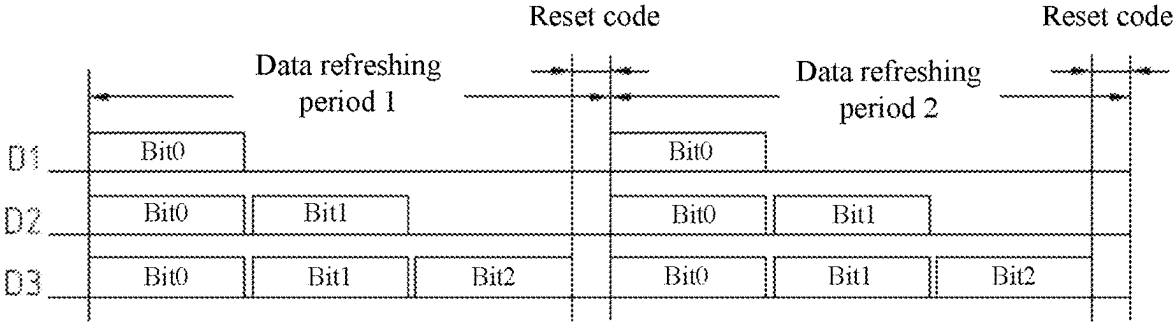 Reset code
Reset code
Data refreshing
period 1
Data refreshing
period 2
D1
Bit0
Bit0
D2
Bit0
Bit1
Bit0
Bit1
D3
Bit0
Bit1
Bit2
Bit0
Bit1
Bit2